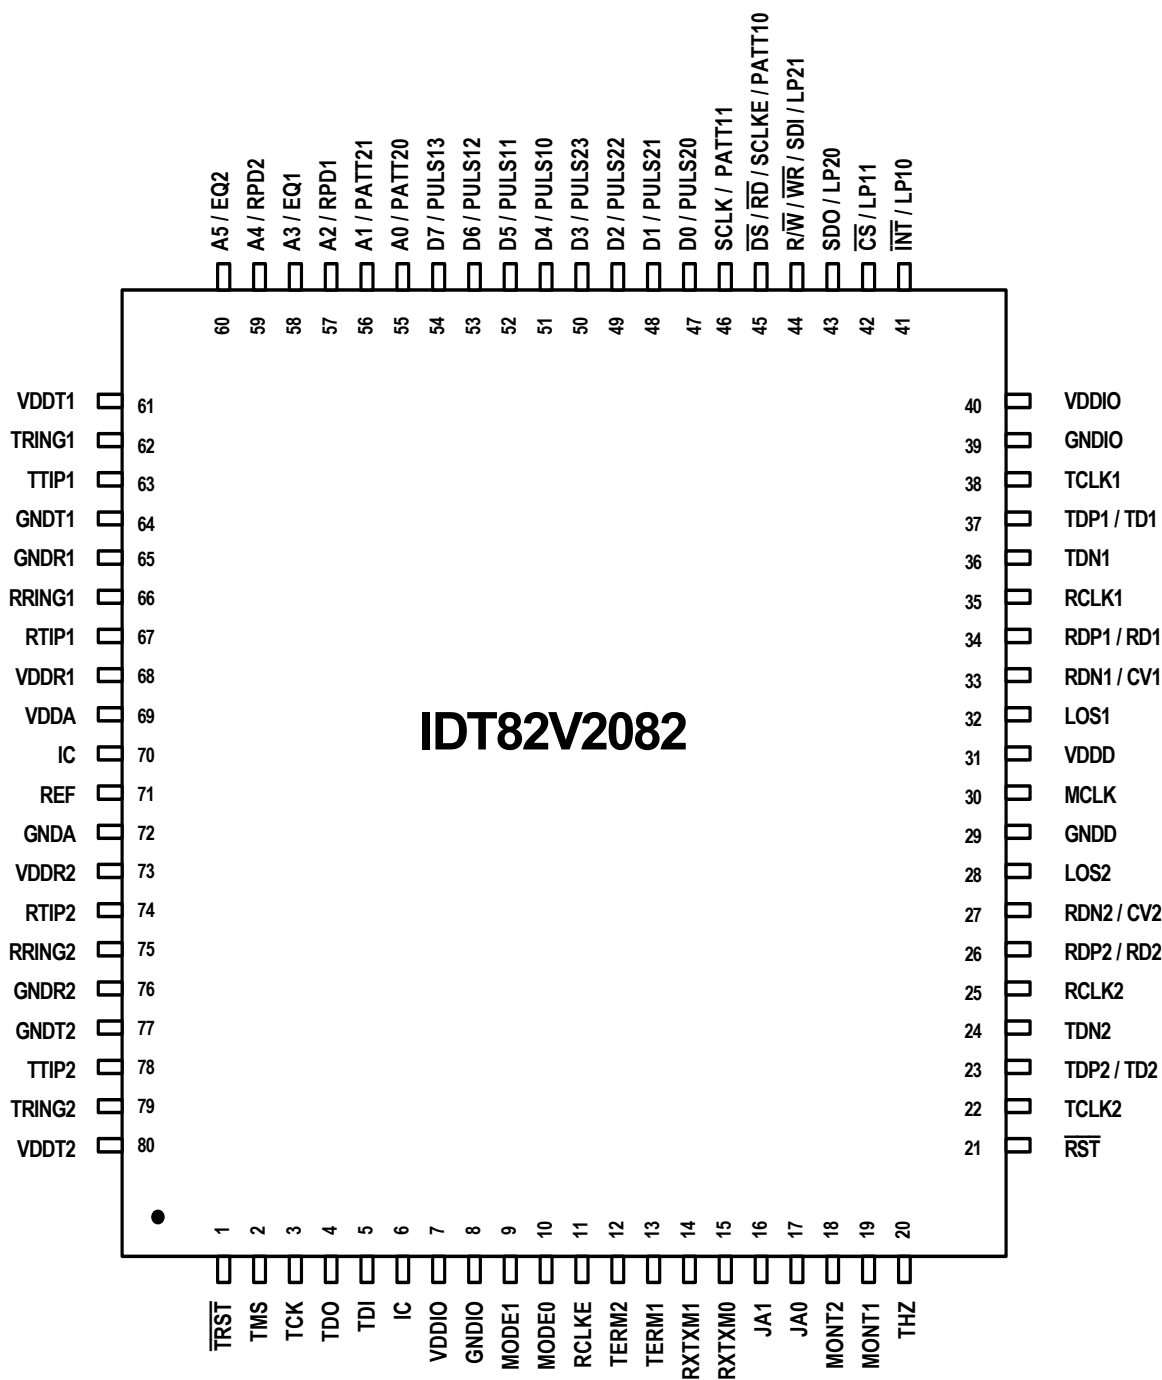 A5 / EQ2
A4 / RPD2
A3 / EQ1
A2 / RPD1
A1 / PATT21
A0 / PATT20
D7 / PULS13
D6 / PULS12
D5 / PULS11
D4 / PULS10
D3 / PULS23
D2 / PULS22
D1 / PULS21
D0 / PULS20
SCLK / PATT11
DS / RD / SCLKE / PATT10
R/W / WR / SDI / LP21
SDO / LP20
CS / LP11
INT / LP10
60
59
58
57
56
55
54
53
52
51
50
49
48
47
46
45
44
43
42
41
VDDT1 61
TRING1 62
TTIP1 63
GNDT1 64
GNDR1 65
RRING1 66
RTIP1 67
VDDR1 68
VDDA 69
IC 70
REF 71
GNDA 72
VDDR2 73
RTIP2 74
RRING2 75
GNDR2 76
GNDT2 77
TTIP2 78
TRING2 79
VDDT2 80
IDT82V2082
40 VDDIO
39 GNDIO
38 TCLK1
37 TDP1 / TD1
36 TDN1
35 RCLK1
34 RDP1 / RD1
33 RDN1 / CV1
32 LOS1
31 VDDD
30 MCLK
29 GNDD
28 LOS2
27 RDN2 / CV2
26 RDP2 / RD2
25 RCLK2
24 TDN2
23 TDP2 / TD2
22 TCLK2
21 RST
1
2
3
4
5
6
7
8
9
10
11
12
13
14
15
16
17
18
19
20
TRST
TMS
TCK
TDO
TDI
IC
VDDIO
GNDIO
MODE1
MODE0
RCLKE
TERM2
TERM1
RXTXM1
RXTXM0
JA1
JA0
MONT2
MONT1
THZ